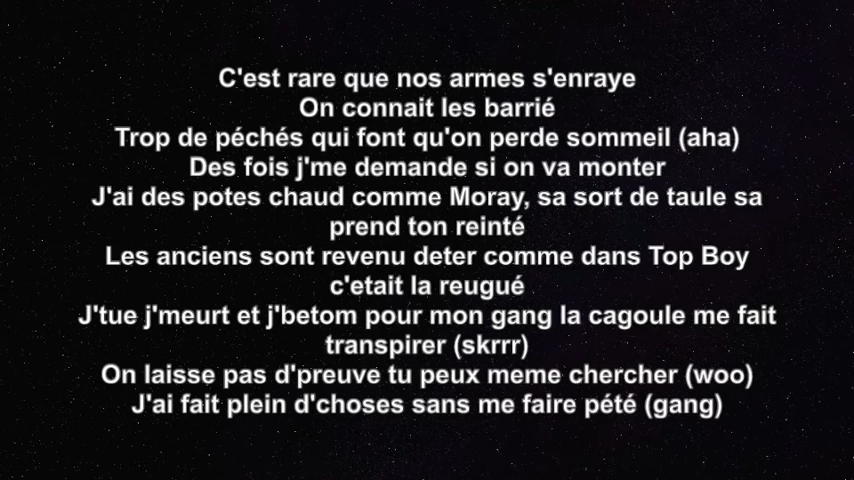 C'est rare que nos armes s'enraye
On connait les barrié
Trop de péchés qui font qu'on perde sommeil (aha)
Des fois j'me demande si on va monter
J'ai des potes chaud comme Moray, sa sort de taule sa
prend ton reinté
Les anciens sont revenu deter comme dans Top Boy
c'etait la reugué
J'tue j'meurt et j'betom pour mon gang la cagoule me fait
transpirer (skrrr)
On laisse pas d'preuve tu peux meme chercher (woo)
J'ai fait plein d'choses sans me faire pété (gang)